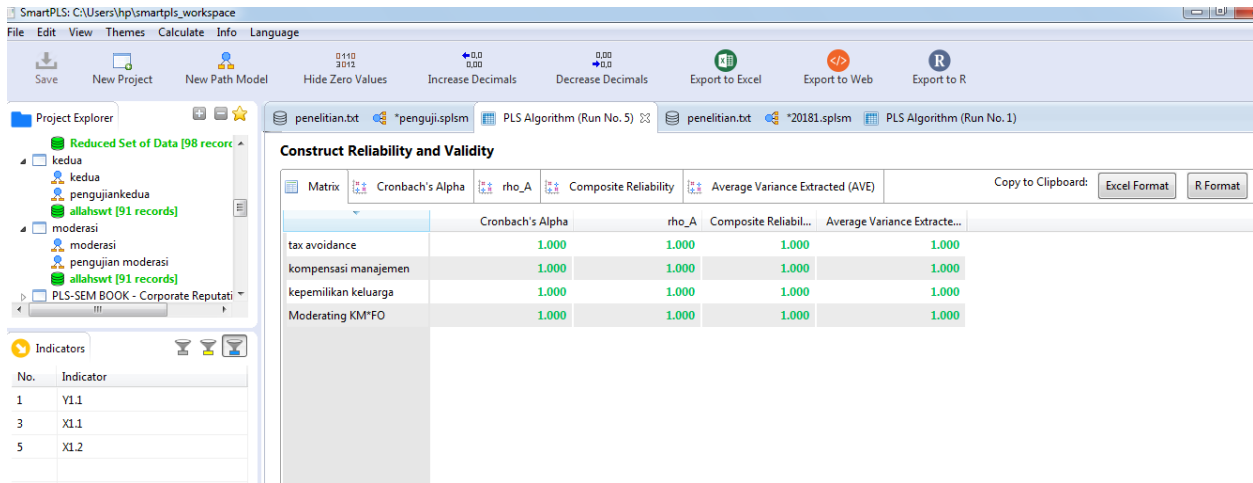 SmartPLS: C:\Users\hp\smartpls_workspace
File Edit View Themes Calculate Info Language
Save New Project New Path Model Hide Zero Values Increase Decimals Decrease Decimals Export to Excel Export to Web Export to R
Project Explorer
Reduced Set of Data [98 record
kedua
kedua
pengujiankedua
allahswt [91 records]
moderasi
moderasi
pengujian moderasi
allahswt [91 records]
PLS-SEM BOOK - Corporate Reputati
Indicators
No. Indicator
1 Y1.1
3 X1.1
5 X1.2
penelitian.txt *penguji.splsm PLS Algorithm (Run No. 5) penelitian.txt *20181.splsm PLS Algorithm (Run No. 1)
Construct Reliability and Validity
Matrix Cronbach's Alpha rho_A Composite Reliability Average Variance Extracted (AVE) Copy to Clipboard: Excel Format R Format
Cronbach's Alpha rho_A Composite Reliabil... Average Variance Extracte...
tax avoidance 1.000 1.000 1.000 1.000
kompensasi manajemen 1.000 1.000 1.000 1.000
kepemilikan keluarga 1.000 1.000 1.000 1.000
Moderating KM*FO 1.000 1.000 1.000 1.000